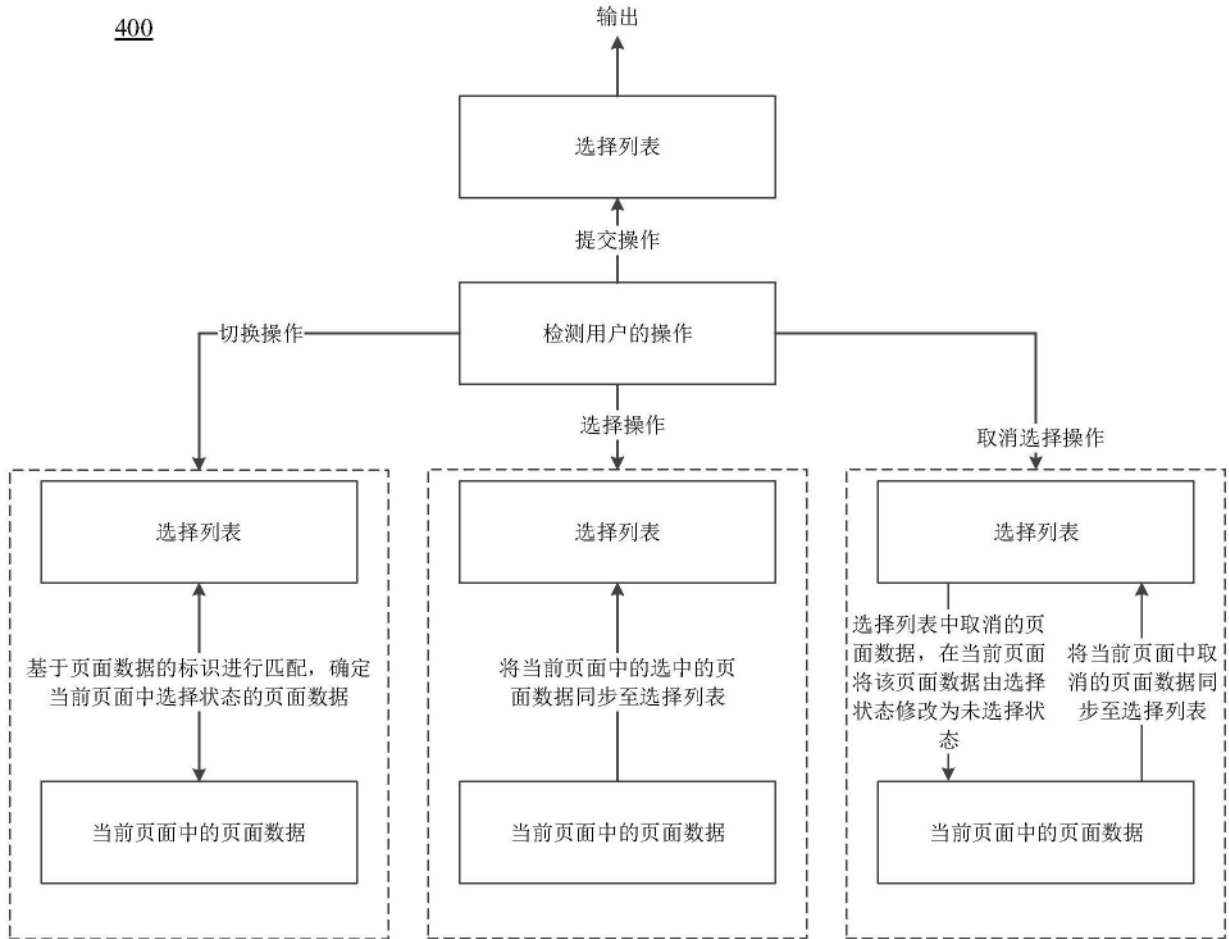 400
输出
选择列表
提交操作
检测用户的操作
切换操作
选择操作
取消选择操作
选择列表
基于页面数据的标识进行匹配，确定
当前页面中选择状态的页面数据
当前页面中的页面数据
选择列表
将当前页面中的选中的页
面数据同步至选择列表
当前页面中的页面数据
选择列表
选择列表中取消的页
面数据，在当前页面
将该页面数据由选择
状态修改为未选择状
态
将当前页面中取
消的页面数据同
步至选择列表
当前页面中的页面数据